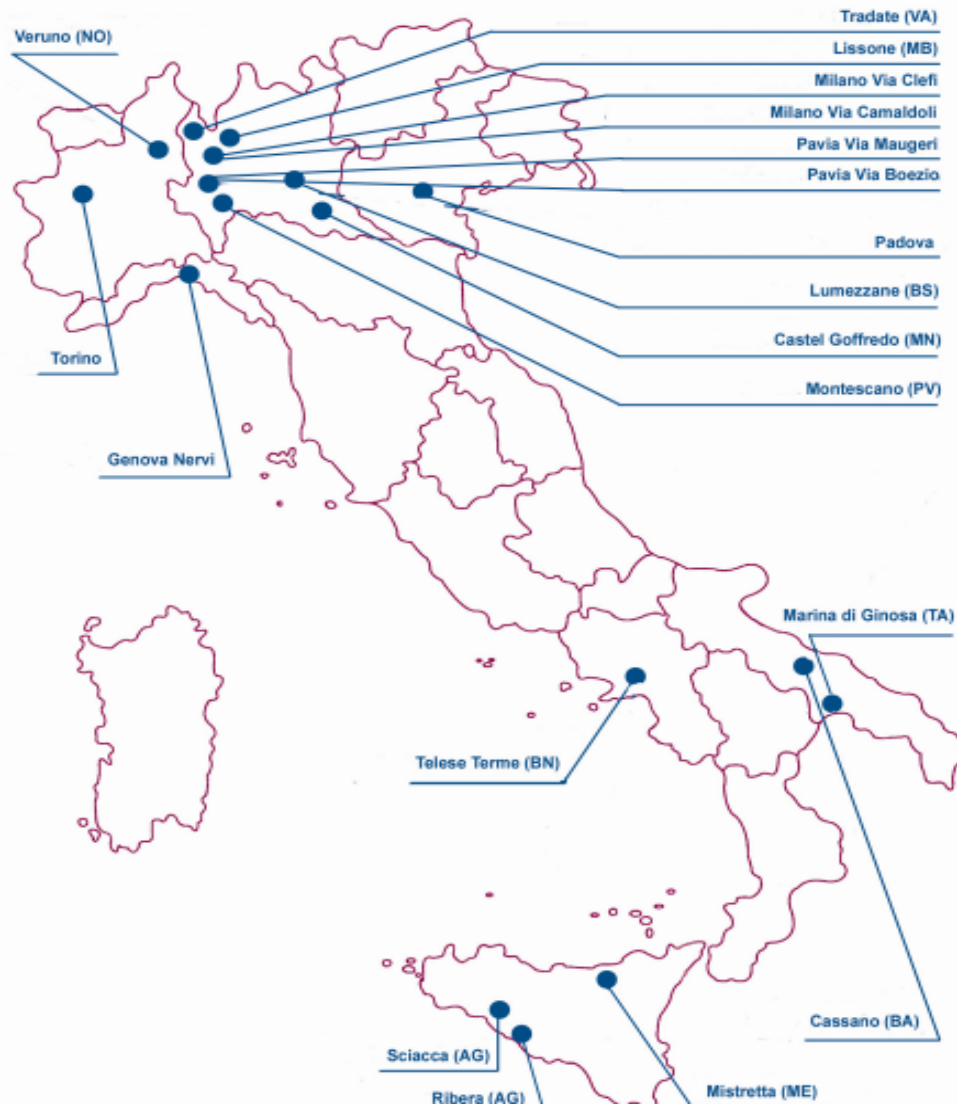 Tradate (VA)
Veruno (NO)
Lissone (MB)
Milano Via Clefi
Milano Via Camaldoli
Pavia Via Maugeri
Pavia Via Boezio
Padova
Lumezzane (BS)
Castel Goffredo (MN)
Torino
Montescano (PV)
Genova Nervi
Marina di Ginosa (TA)
Telese Terme (BN)
Cassano (BA)
Sciacca (AG)
Mistretta (ME)
Ribera (AG)